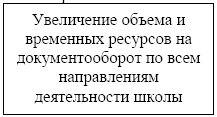 Увеличение объема и
временных ресурсов на
документооборот по всем
направлениям
деятельности школы